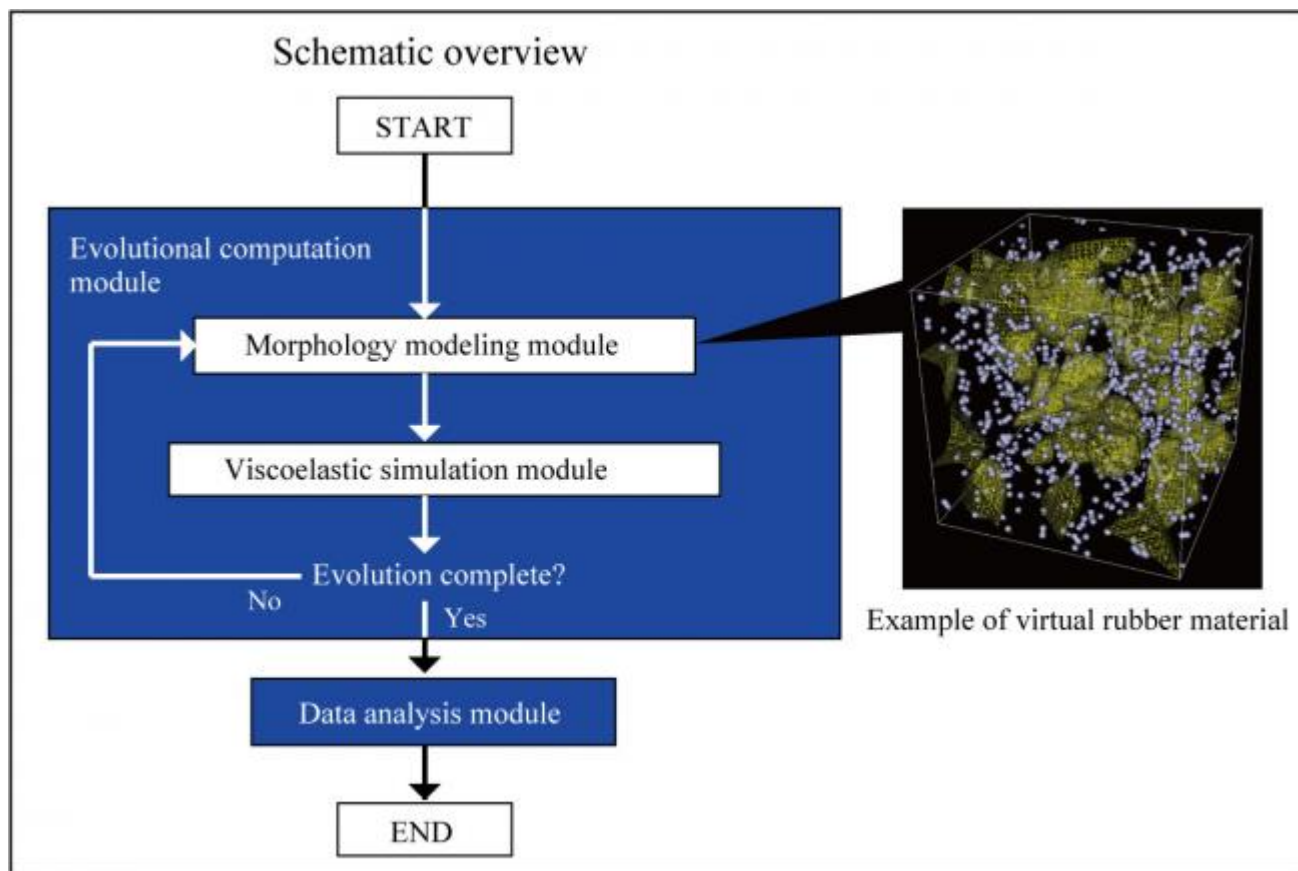 Schematic overview
START
Evolutional computation
module
Morphology modeling module
Viscoelastic simulation module
Evolution complete?
No
Yes
Example of virtual rubber material
Data analysis module
END